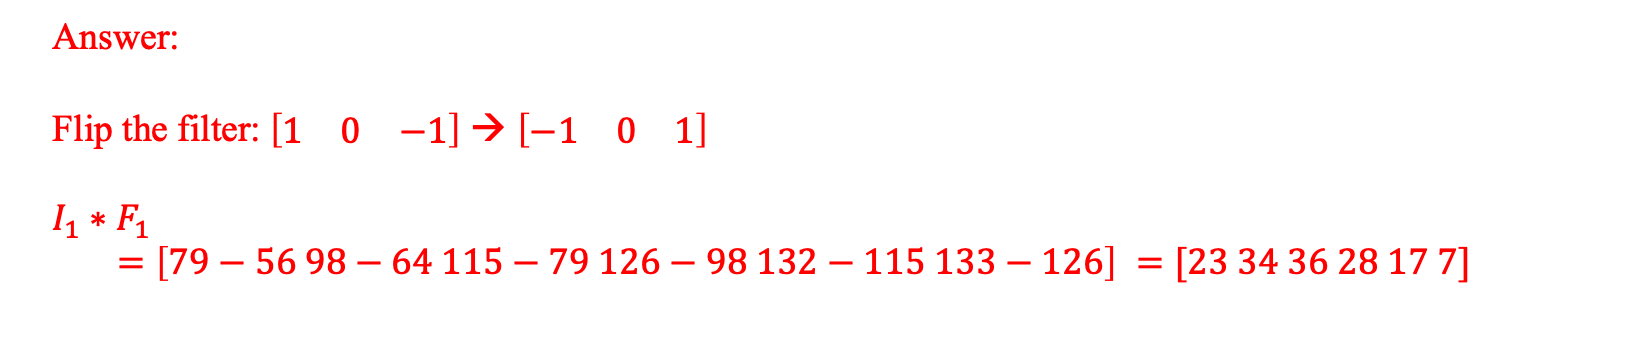 Answer:
Flip the filter: [1 0 −1] → [−1 0 1]
I₁ * F₁
= [79 − 56 98 − 64 115 − 79 126 − 98 132 − 115 133 − 126] = [23 34 36 28 17 7]